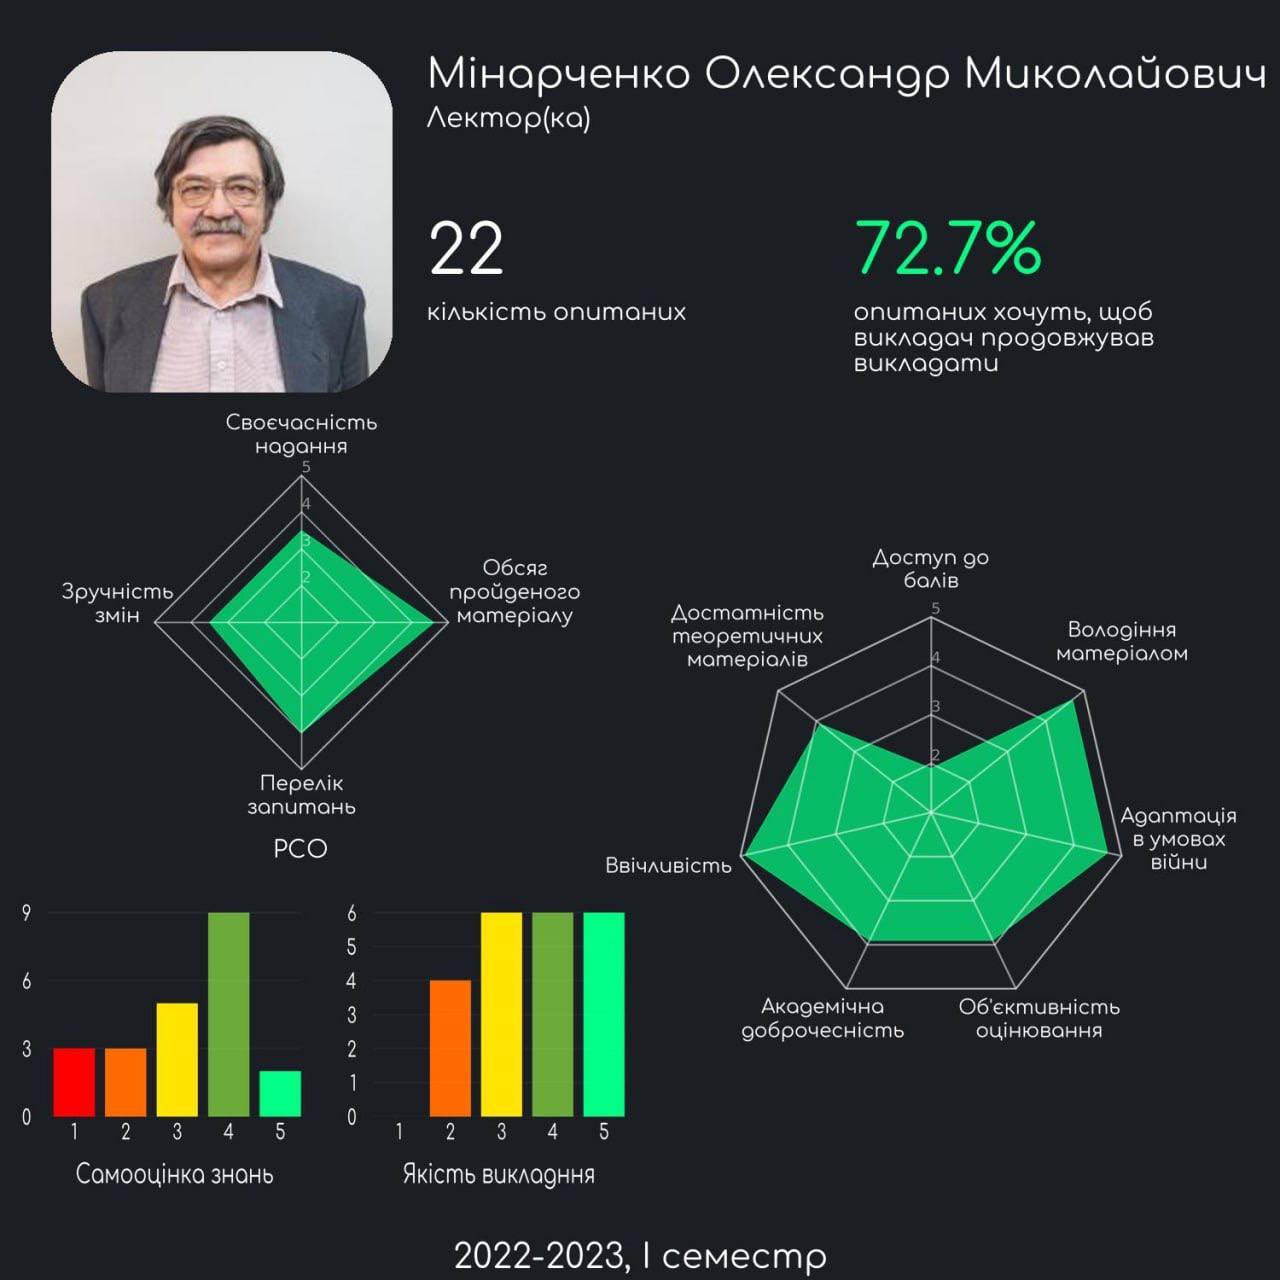 Мінарченко Олександр Миколайович
Лектор(ка)
22
кількість опитаних
72.7%
опитаних хочуть, щоб
викладач продовжував
викладати
Своєчасність
надання
5
4
3
2
Зручність
змін
Обсяг
пройденого
матеріалу
Перелік
запитань
РСО
Доступ до
балів
5
4
3
2
Достатність
теоретичних
матеріалів
Володіння
матеріалом
Адаптація
в умовах
війни
Ввічливість
Академічна
доброчесність
Об'єктивність
оцінювання
9
6
3
0
1 2 3 4 5
Самооцінка знань
6
5
4
3
2
1
0
1 2 3 4 5
Якість викладння
2022-2023, І семестр